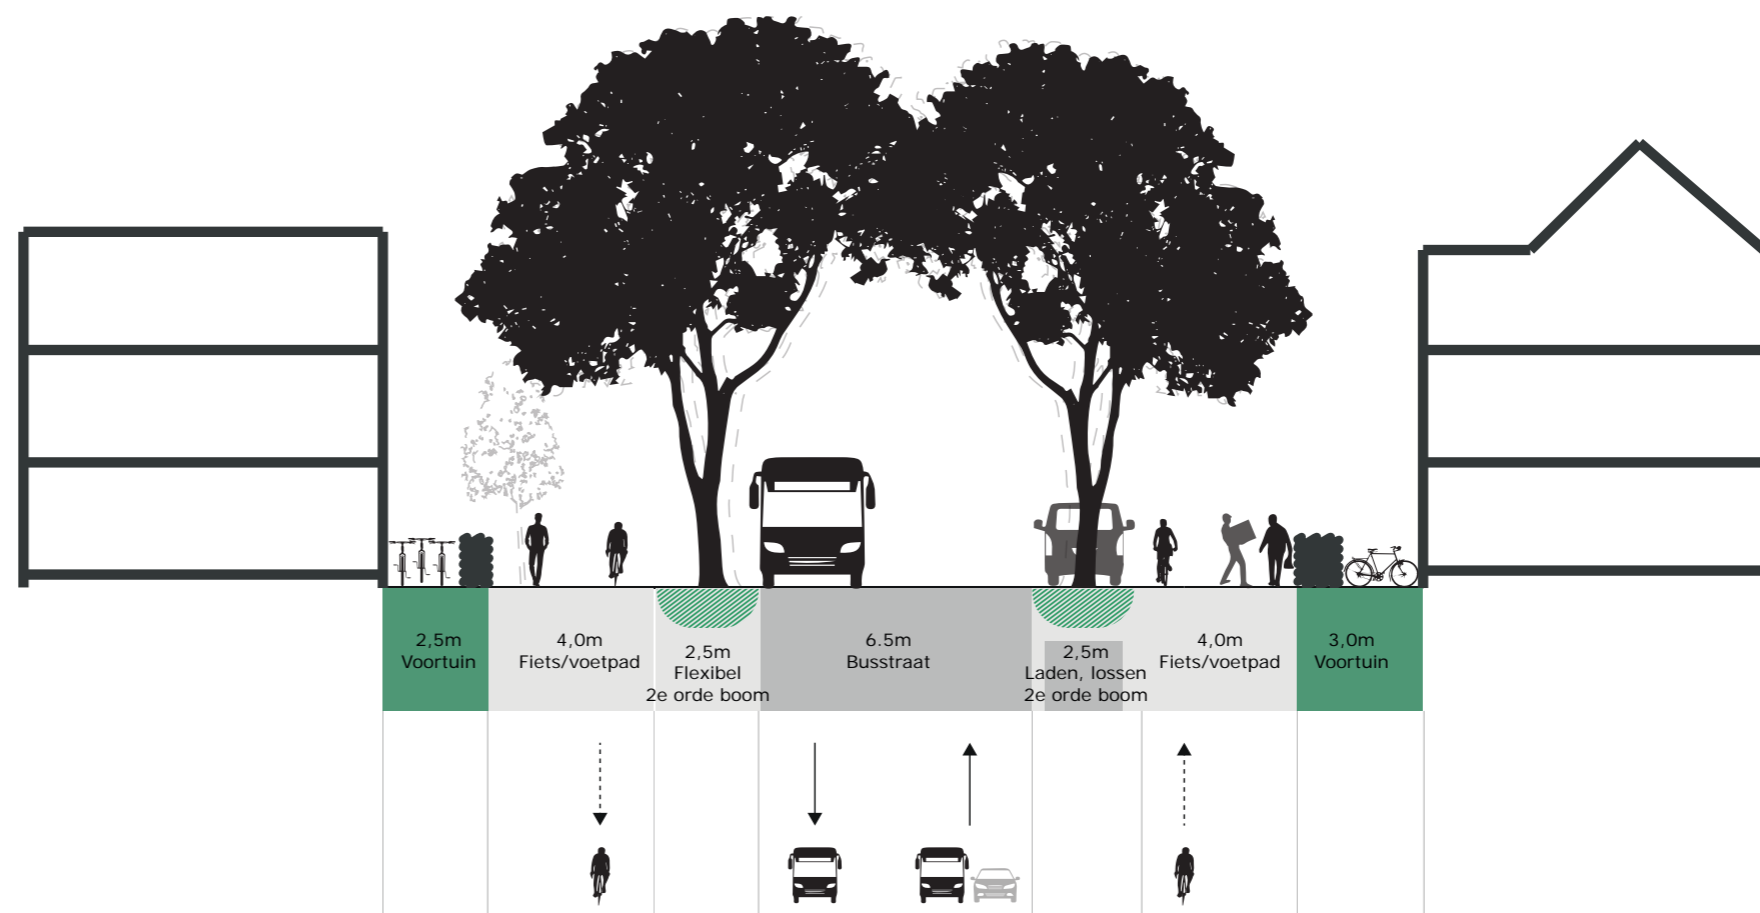 2,5m
Voortuin
4,0m
Fiets/voetpad
2,5m
Flexibel
2e orde boom
6.5m
Busstraat
2,5m
Laden, lossen
2e orde boom
4,0m
Fiets/voetpad
3,0m
Voortuin